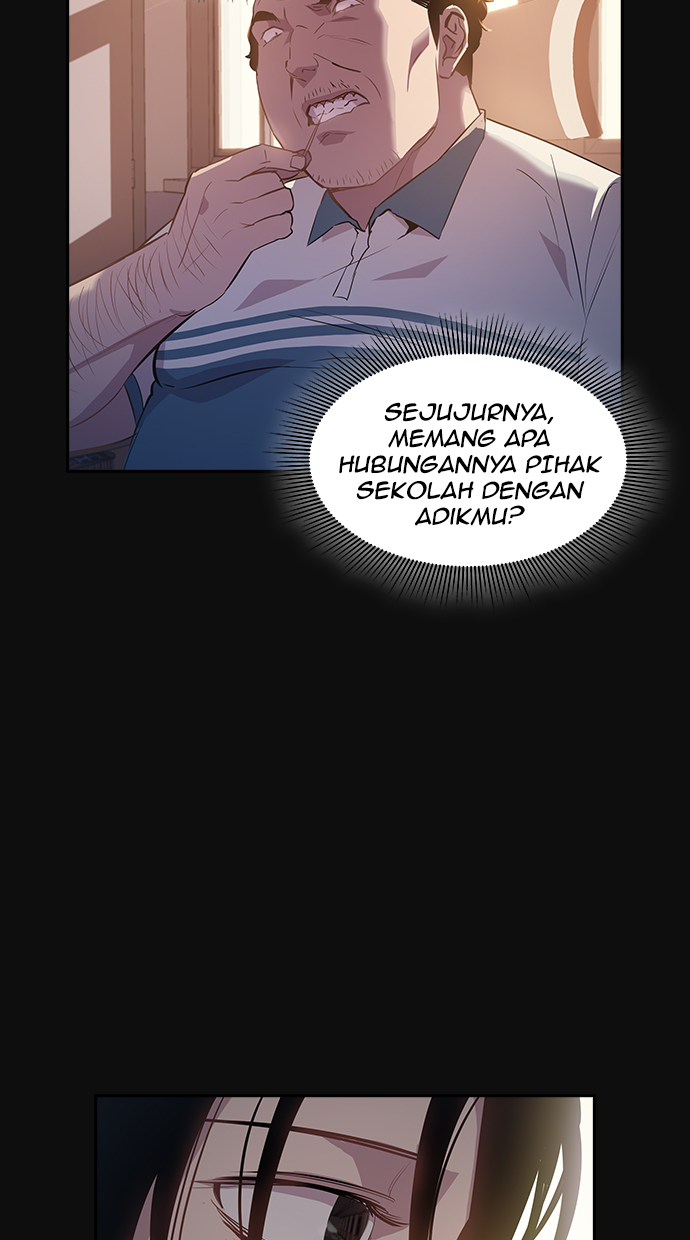 SEJUJURNYA,
MEMANG APA
HUBUNGANNYA PIHAK
SEKOLAH DENGAN
ADIKMU?